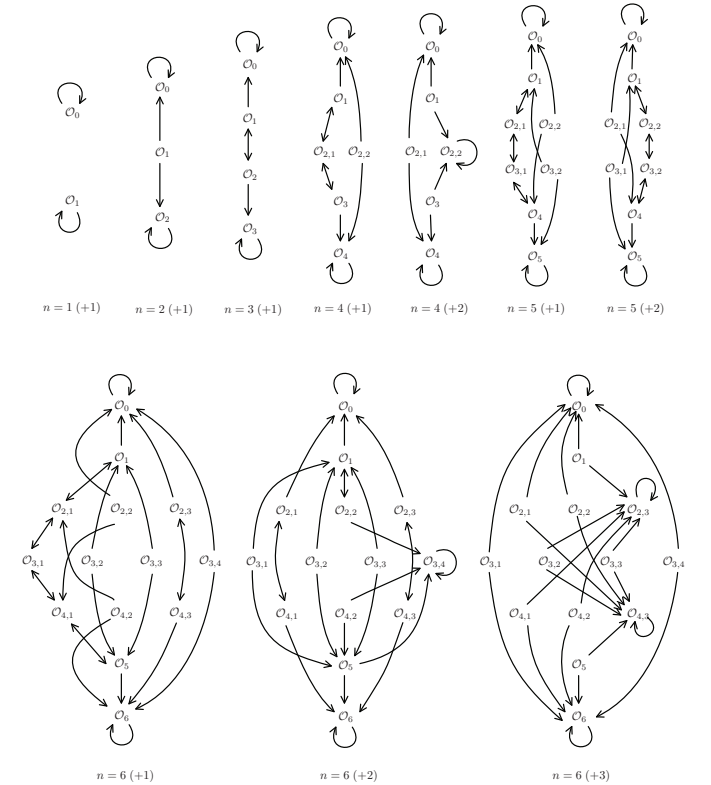 𝒪₀ 𝒪₀ 𝒪₀ 𝒪₀ 𝒪₀ 𝒪₀ 𝒪₀
𝒪₁ 𝒪₁ 𝒪₁ 𝒪₁ 𝒪₁ 𝒪₁ 𝒪₁
𝒪₂ 𝒪₂ 𝒪₂,₁ 𝒪₂,₂ 𝒪₂,₁ 𝒪₂,₂ 𝒪₂,₁ 𝒪₂,₂ 𝒪₂,₁ 𝒪₂,₂
𝒪₃ 𝒪₃ 𝒪₃ 𝒪₃,₁ 𝒪₃,₂ 𝒪₃,₁ 𝒪₃,₂
𝒪₄ 𝒪₄ 𝒪₄ 𝒪₄
𝒪₅ 𝒪₅
n = 1 (+1) n = 2 (+1) n = 3 (+1) n = 4 (+1) n = 4 (+2) n = 5 (+1) n = 5 (+2)
𝒪₀ 𝒪₀ 𝒪₀
𝒪₁ 𝒪₁ 𝒪₁
𝒪₂,₁ 𝒪₂,₂ 𝒪₂,₃ 𝒪₂,₁ 𝒪₂,₂ 𝒪₂,₃ 𝒪₂,₁ 𝒪₂,₂ 𝒪₂,₃
𝒪₃,₁ 𝒪₃,₂ 𝒪₃,₃ 𝒪₃,₄ 𝒪₃,₁ 𝒪₃,₂ 𝒪₃,₃ 𝒪₃,₄ 𝒪₃,₁ 𝒪₃,₂ 𝒪₃,₃ 𝒪₃,₄
𝒪₄,₁ 𝒪₄,₂ 𝒪₄,₃ 𝒪₄,₁ 𝒪₄,₂ 𝒪₄,₃ 𝒪₄,₁ 𝒪₄,₂ 𝒪₄,₃
𝒪₅ 𝒪₅ 𝒪₅
𝒪₆ 𝒪₆ 𝒪₆
n = 6 (+1) n = 6 (+2) n = 6 (+3)